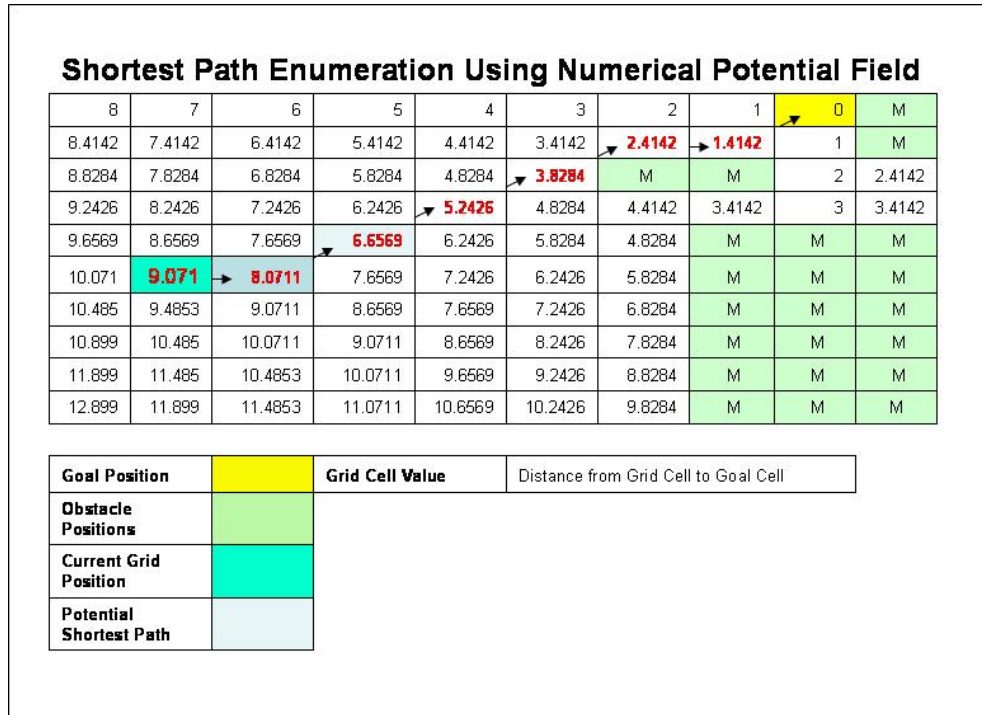 Shortest Path Enumeration Using Numerical Potential Field
8 7 6 5 4 3 2 1 0 M
8.4142 7.4142 6.4142 5.4142 4.4142 3.4142 2.4142 1.4142 1 M
8.8284 7.8284 6.8284 5.8284 4.8284 3.8284 M M 2 2.4142
9.2426 8.2426 7.2426 6.2426 5.2426 4.8284 4.4142 3.4142 3 3.4142
9.6569 8.6569 7.6569 6.6569 6.2426 5.8284 4.8284 M M M
10.071 9.071 8.0711 7.6569 7.2426 6.2426 5.8284 M M M
10.485 9.4853 9.0711 8.6569 7.6569 7.2426 6.8284 M M M
10.899 10.485 10.0711 9.0711 8.6569 8.2426 7.8284 M M M
11.899 11.485 10.4853 10.0711 9.6569 9.2426 8.8284 M M M
12.899 11.899 11.4853 11.0711 10.6569 10.2426 9.8284 M M M
Goal Position Grid Cell Value Distance from Grid Cell to Goal Cell
Obstacle
Positions
Current Grid
Position
Potential
Shortest Path